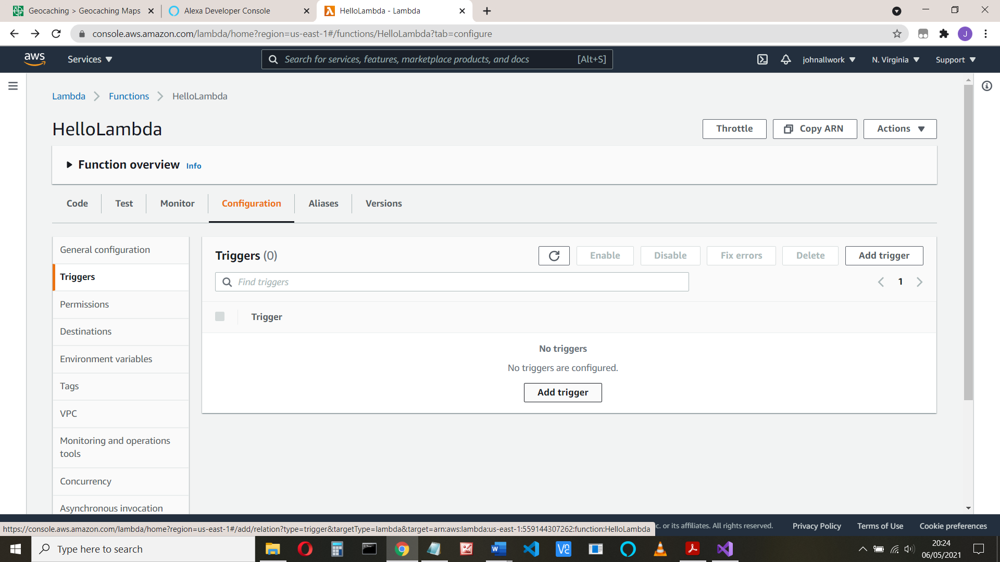 Geocaching > Geocaching Maps
Alexa Developer Console
HelloLambda - Lambda
console.aws.amazon.com/lambda/home?region=us-east-1#/functions/HelloLambda?tab=configure
J
aws
Services
Search for services, features, marketplace products, and docs
[Alt+S]
johnallwork
N. Virginia
Support
Lambda
Functions
HelloLambda
HelloLambda
Throttle
Copy ARN
Actions
Function overview
Info
Code
Test
Monitor
Configuration
Aliases
Versions
General configuration
Triggers
Permissions
Destinations
Environment variables
Tags
VPC
Monitoring and operations
tools
Concurrency
Asynchronous invocation
Triggers (0)
Enable
Disable
Fix errors
Delete
Add trigger
Find triggers
1
Trigger
No triggers
No triggers are configured.
Add trigger
https://console.aws.amazon.com/lambda/home?region=us-east-1#/add/relation?type=trigger&targetType=lambda&target=arn:aws:lambda:us-east-1:559144307262:function:HelloLambda
c. or its affiliates. All rights reserved.
Privacy Policy
Terms of Use
Cookie preferences
Type here to search
20:24
06/05/2021